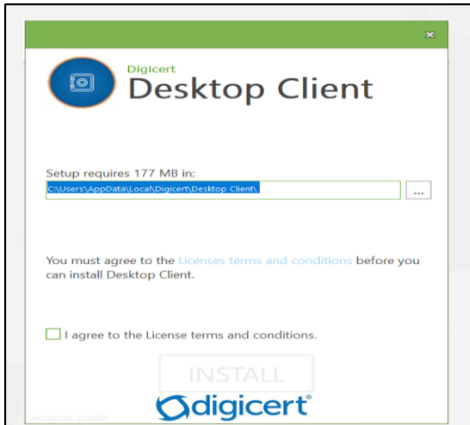 Digicert
Desktop Client
Setup requires 177 MB in:
C:\Users\AppData\Local\Digicert\Desktop Client\
...
You must agree to the Licenses terms and conditions before you
can install Desktop Client.
I agree to the License terms and conditions.
INSTALL
digicert
Advanced Installer